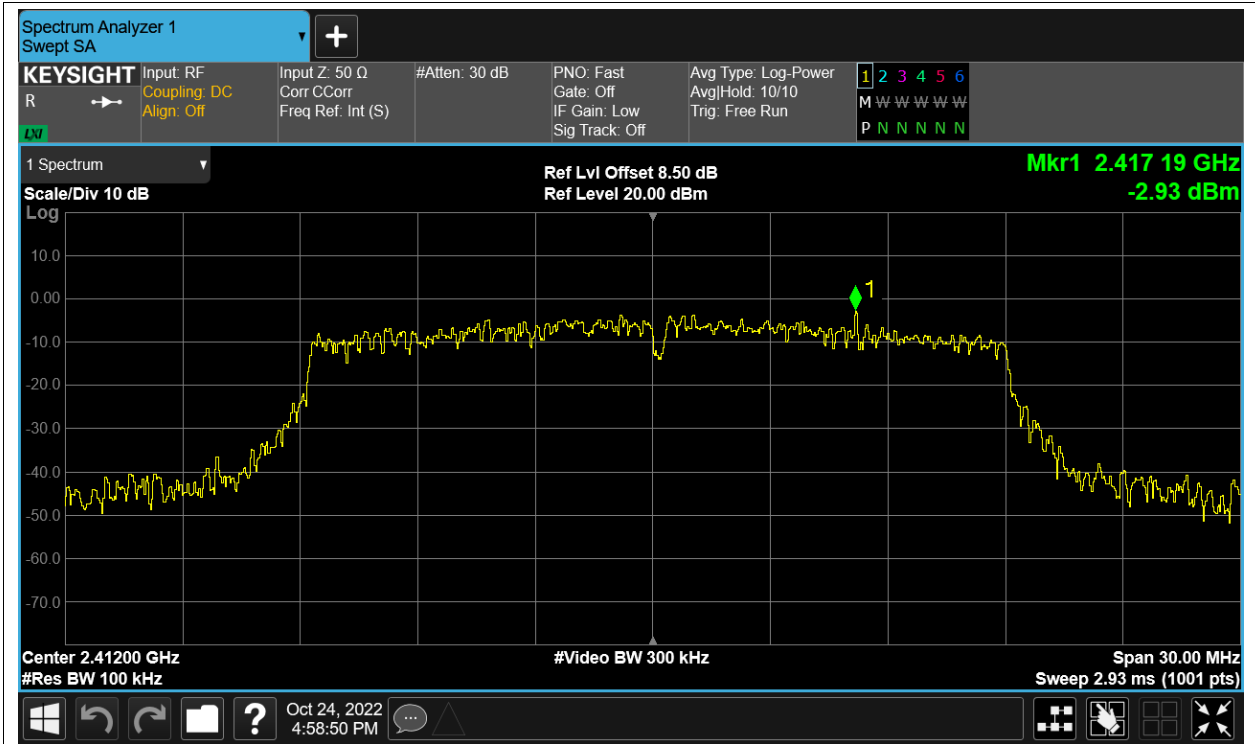 Spectrum Analyzer 1
Swept SA
KEYSIGHT
R
LXI
Input: RF
Coupling: DC
Align: Off
Input Z: 50 Ω
Corr CCorr
Freq Ref: Int (S)
#Atten: 30 dB
PNO: Fast
Gate: Off
IF Gain: Low
Sig Track: Off
Avg Type: Log-Power
Avg|Hold: 10/10
Trig: Free Run
1 2 3 4 5 6
M W W W W W
P N N N N N
1 Spectrum
Scale/Div 10 dB
Log
Ref Lvl Offset 8.50 dB
Ref Level 20.00 dBm
Mkr1 2.417 19 GHz
-2.93 dBm
10.0
0.00
1
-10.0
-20.0
-30.0
-40.0
-50.0
-60.0
-70.0
Center 2.41200 GHz
#Video BW 300 kHz
Span 30.00 MHz
#Res BW 100 kHz
Sweep 2.93 ms (1001 pts)
?
Oct 24, 2022
4:58:50 PM